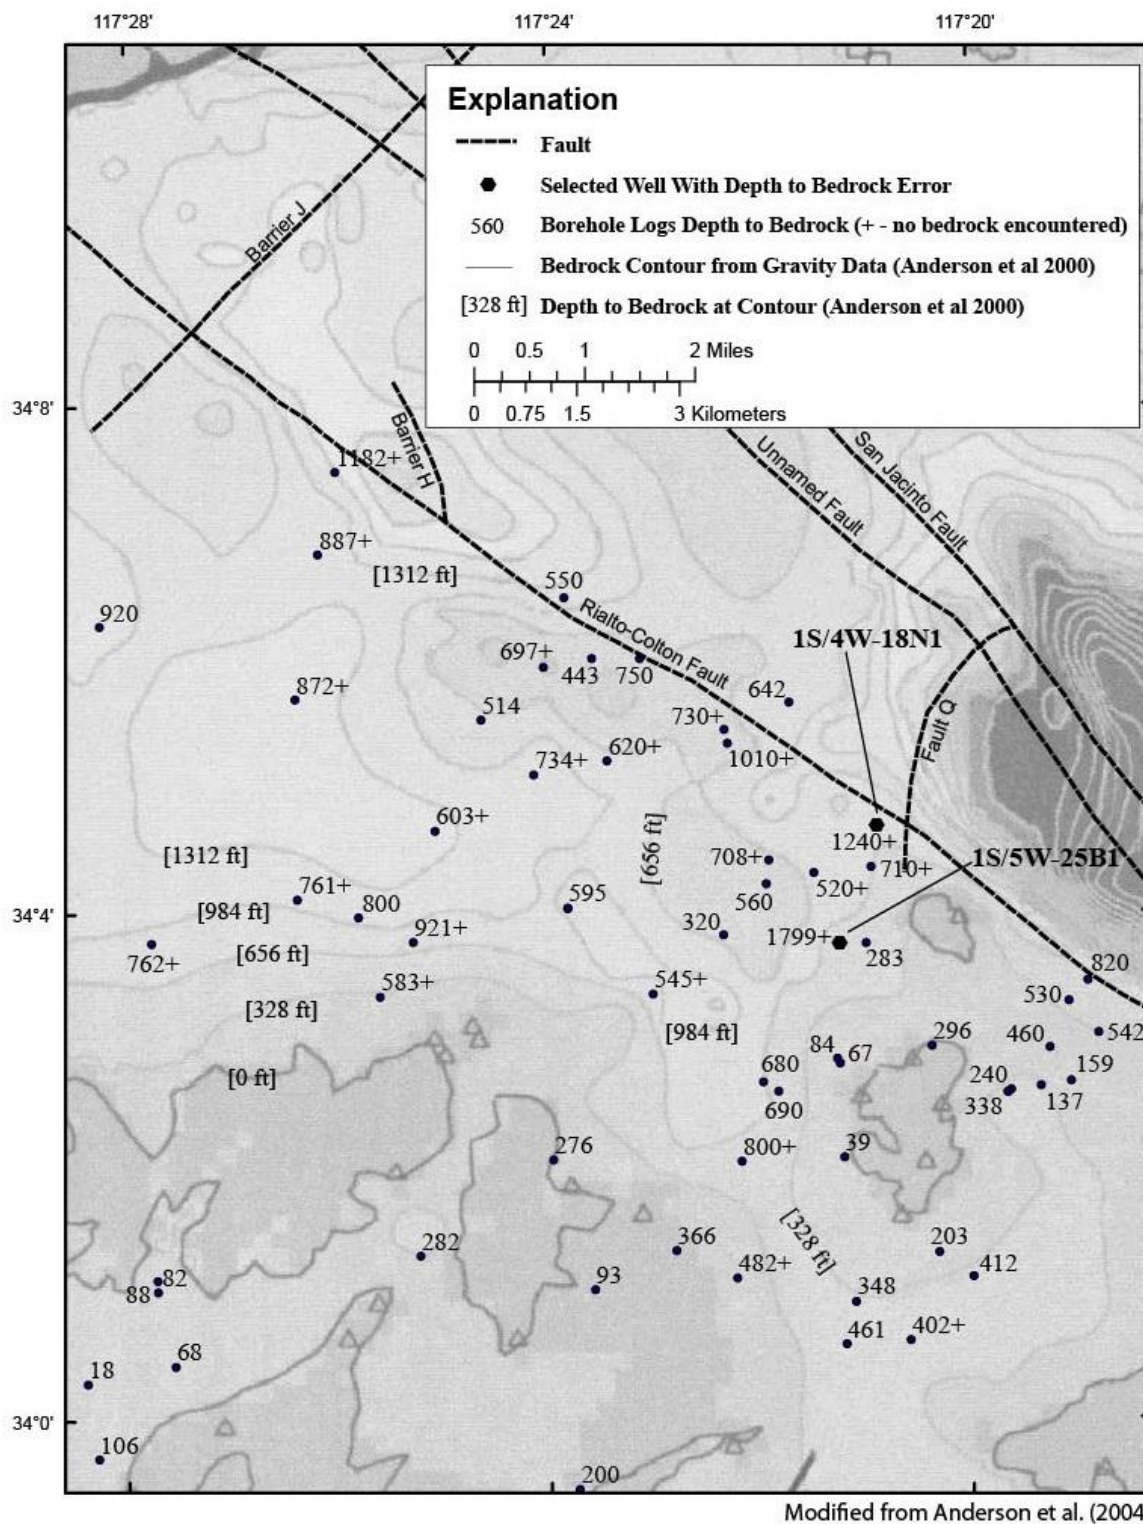 117°28'
117°24'
117°20'
Explanation
Fault
Selected Well With Depth to Bedrock Error
560 Borehole Logs Depth to Bedrock (+ - no bedrock encountered)
Bedrock Contour from Gravity Data (Anderson et al 2000)
[328 ft] Depth to Bedrock at Contour (Anderson et al 2000)
0 0.5 1 2 Miles
0 0.75 1.5 3 Kilometers
Barrier J
34°8'
Barrier H
Unnamed Fault
San Jacinto Fault
1182+
887+
[1312 ft]
550
920
Rialto-Colton Fault
1S/4W-18N1
697+
443
750
642
872+
514
730+
Fault Q
620+
1010+
734+
603+
[656 ft]
1240+
[1312 ft]
708+
710+
1S/5W-25B1
761+
520+
[984 ft]
800
595
560
34°4'
921+
320
1799+
[656 ft]
762+
283
583+
545+
820
[328 ft]
530
[984 ft]
542
84
67
296
460
[0 ft]
680
240
159
690
338
137
276
800+
39
[328 ft]
282
366
203
482+
412
82
93
88
348
461
402+
68
18
34°0'
106
200
Modified from Anderson et al. (2004